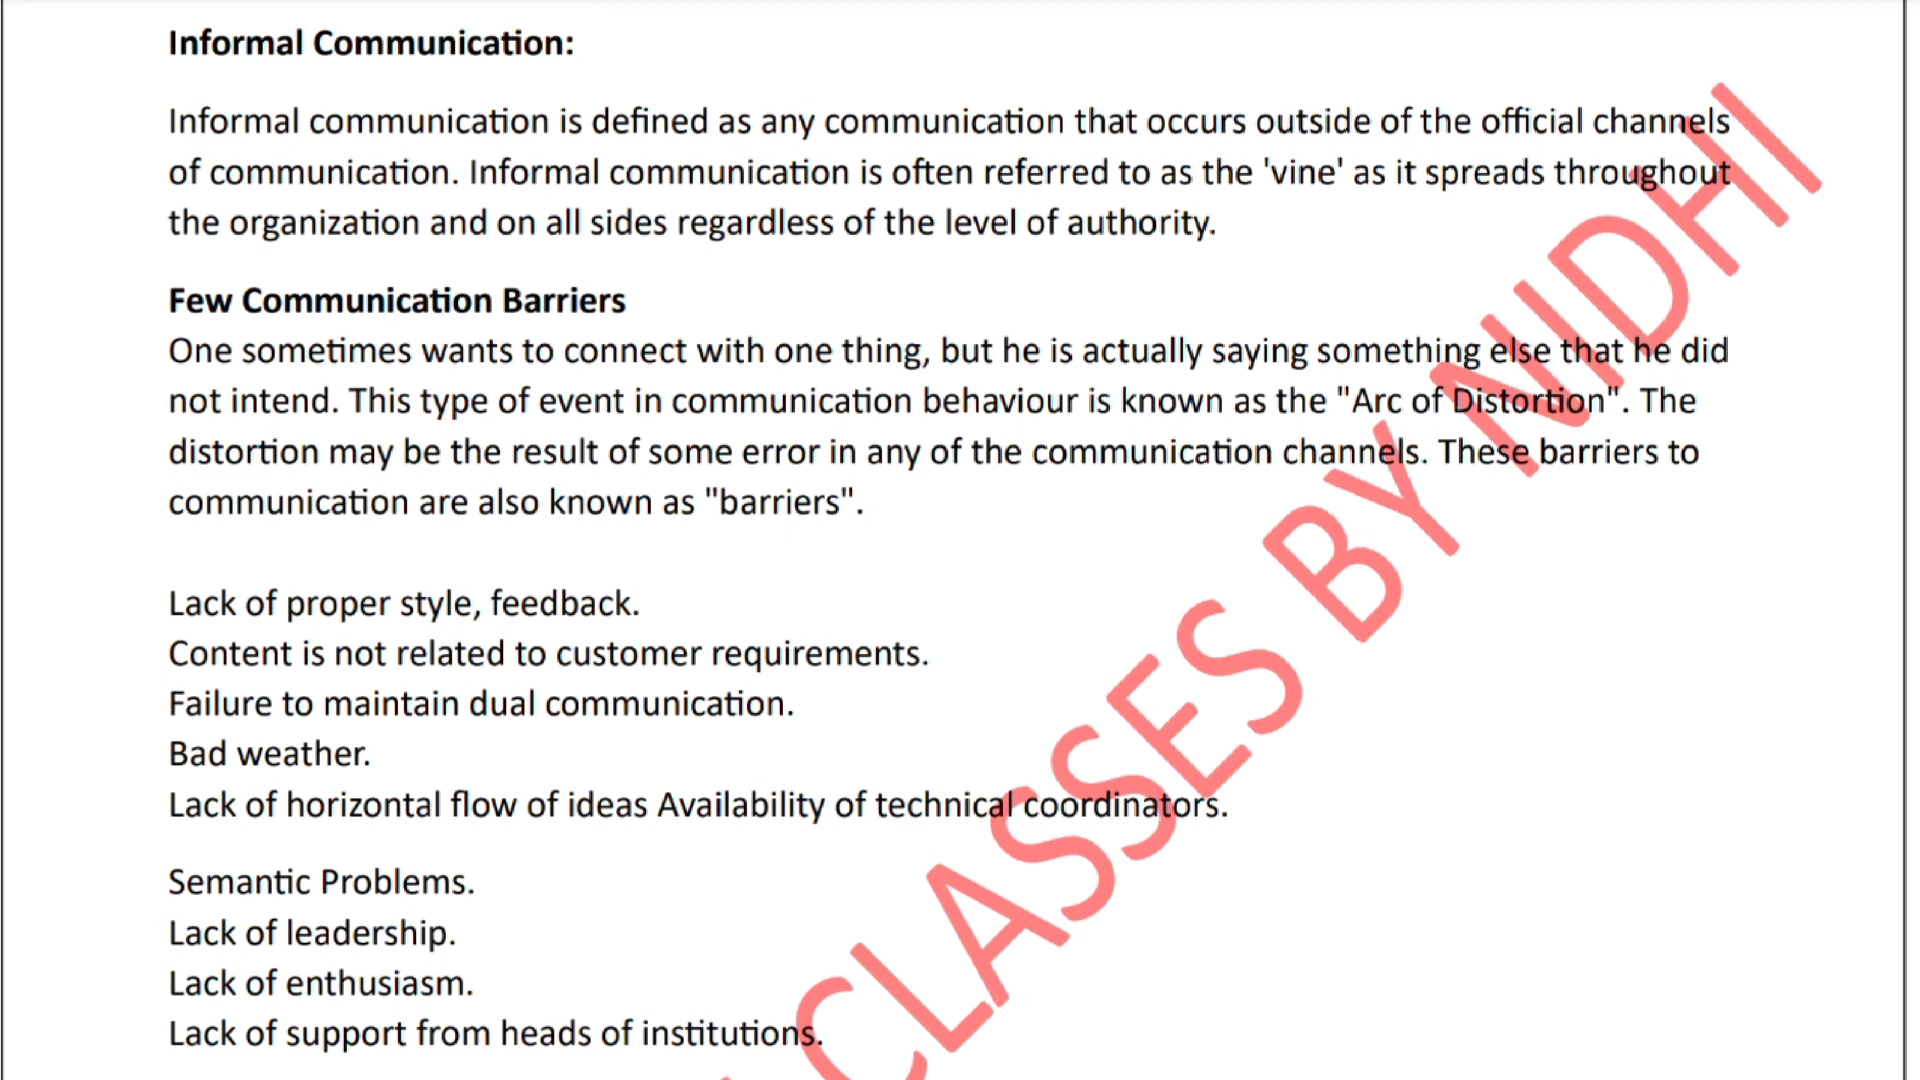 Informal Communication:
Informal communication is defined as any communication that occurs outside of the official channels
of communication. Informal communication is often referred to as the 'vine' as it spreads throughout
the organization and on all sides regardless of the level of authority.
Few Communication Barriers
One sometimes wants to connect with one thing, but he is actually saying something else that he did
not intend. This type of event in communication behaviour is known as the "Arc of Distortion". The
distortion may be the result of some error in any of the communication channels. These barriers to
communication are also known as "barriers".
Lack of proper style, feedback.
Content is not related to customer requirements.
Failure to maintain dual communication.
Bad weather.
Lack of horizontal flow of ideas Availability of technical coordinators.
Semantic Problems.
Lack of leadership.
Lack of enthusiasm.
Lack of support from heads of institutions.
CLASSES BY NIDHI